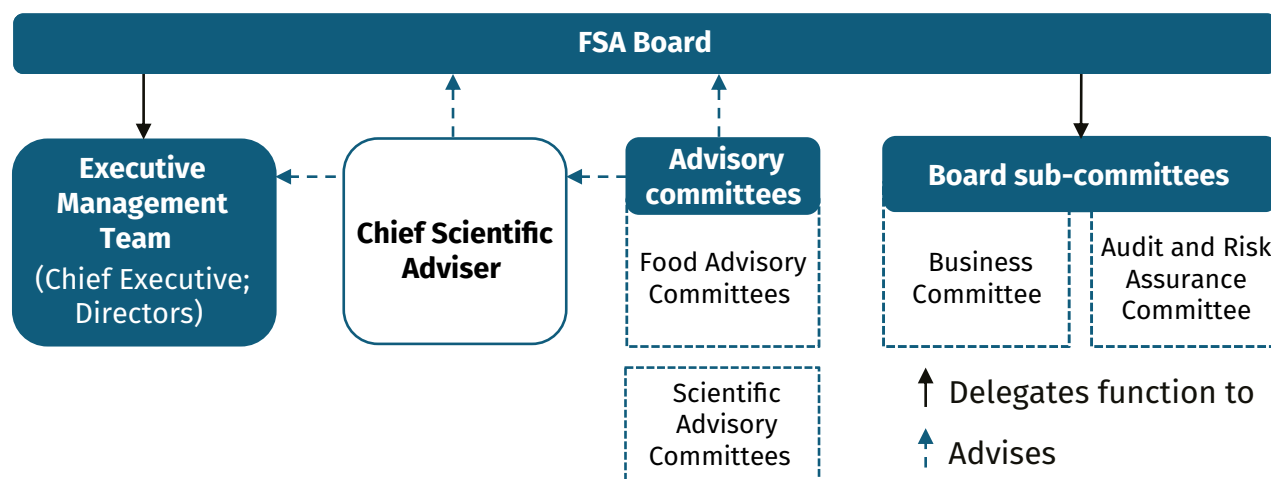 FSA Board
Executive
Management
Team
(Chief Executive;
Directors)
Chief Scientific
Adviser
Advisory
committees
Food Advisory
Committees
Scientific
Advisory
Committees
Board sub-committees
Business
Committee
Audit and Risk
Assurance
Committee
Delegates function to
Advises